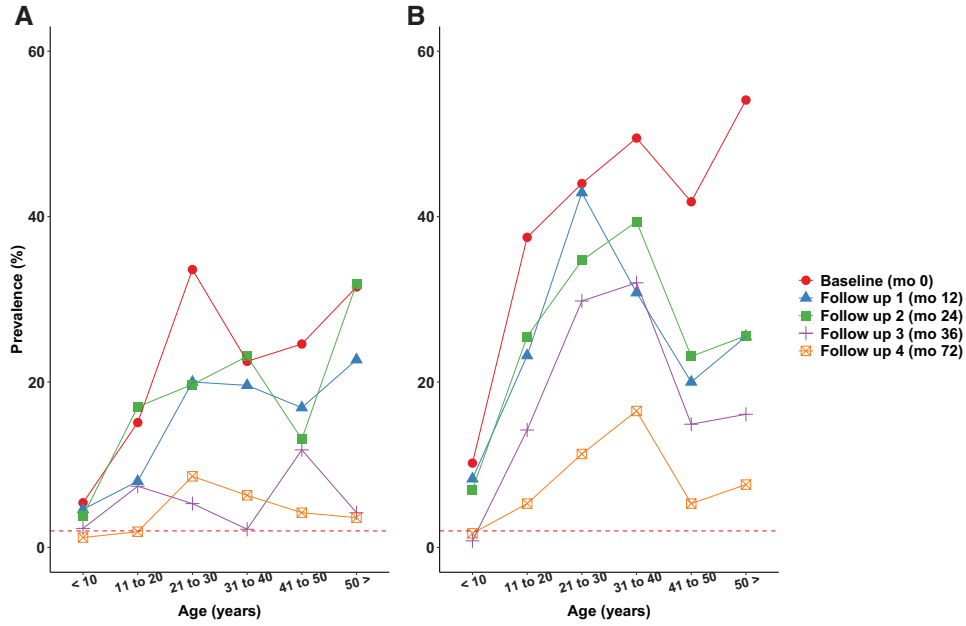 A
B
Prevalence (%)
60
40
20
0
60
40
20
0
< 10
11 to 20
21 to 30
31 to 40
41 to 50
50 >
< 10
11 to 20
21 to 30
31 to 40
41 to 50
50 >
Age (years)
Age (years)
Baseline (mo 0)
Follow up 1 (mo 12)
Follow up 2 (mo 24)
Follow up 3 (mo 36)
Follow up 4 (mo 72)